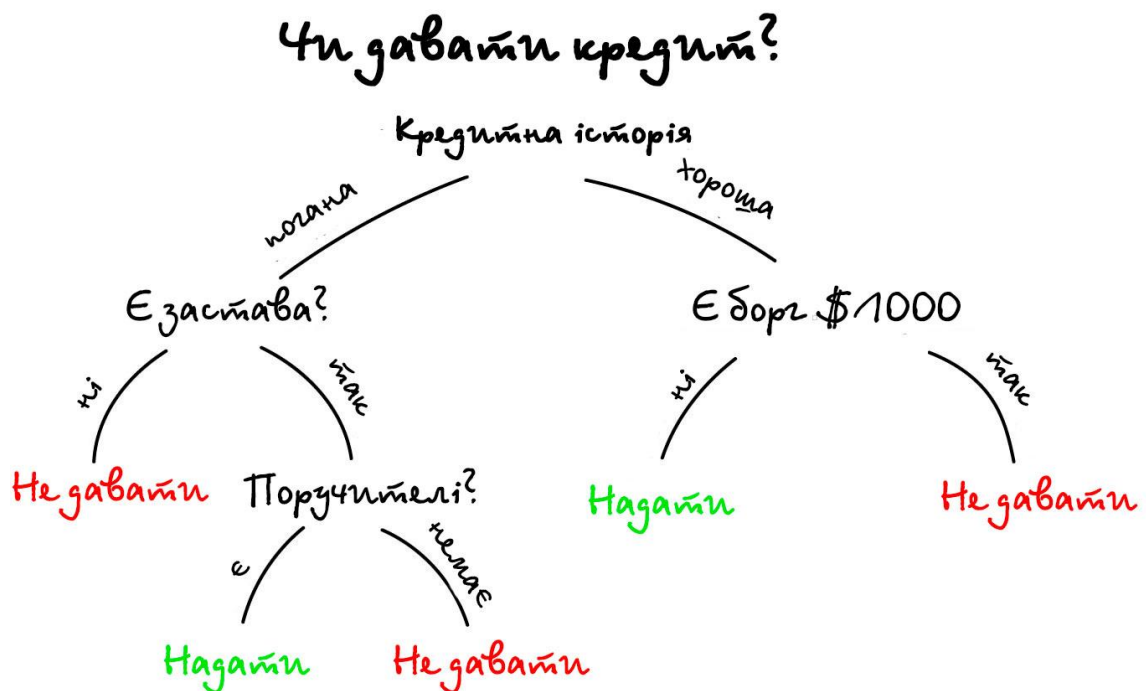 Чи давати кредит?
Кредитна історія
погана
хороша
Є застава?
Є борг $1000
ні
так
ні
так
Не давати
Поручителі?
Надати
Не давати
є
немає
Надати
Не давати